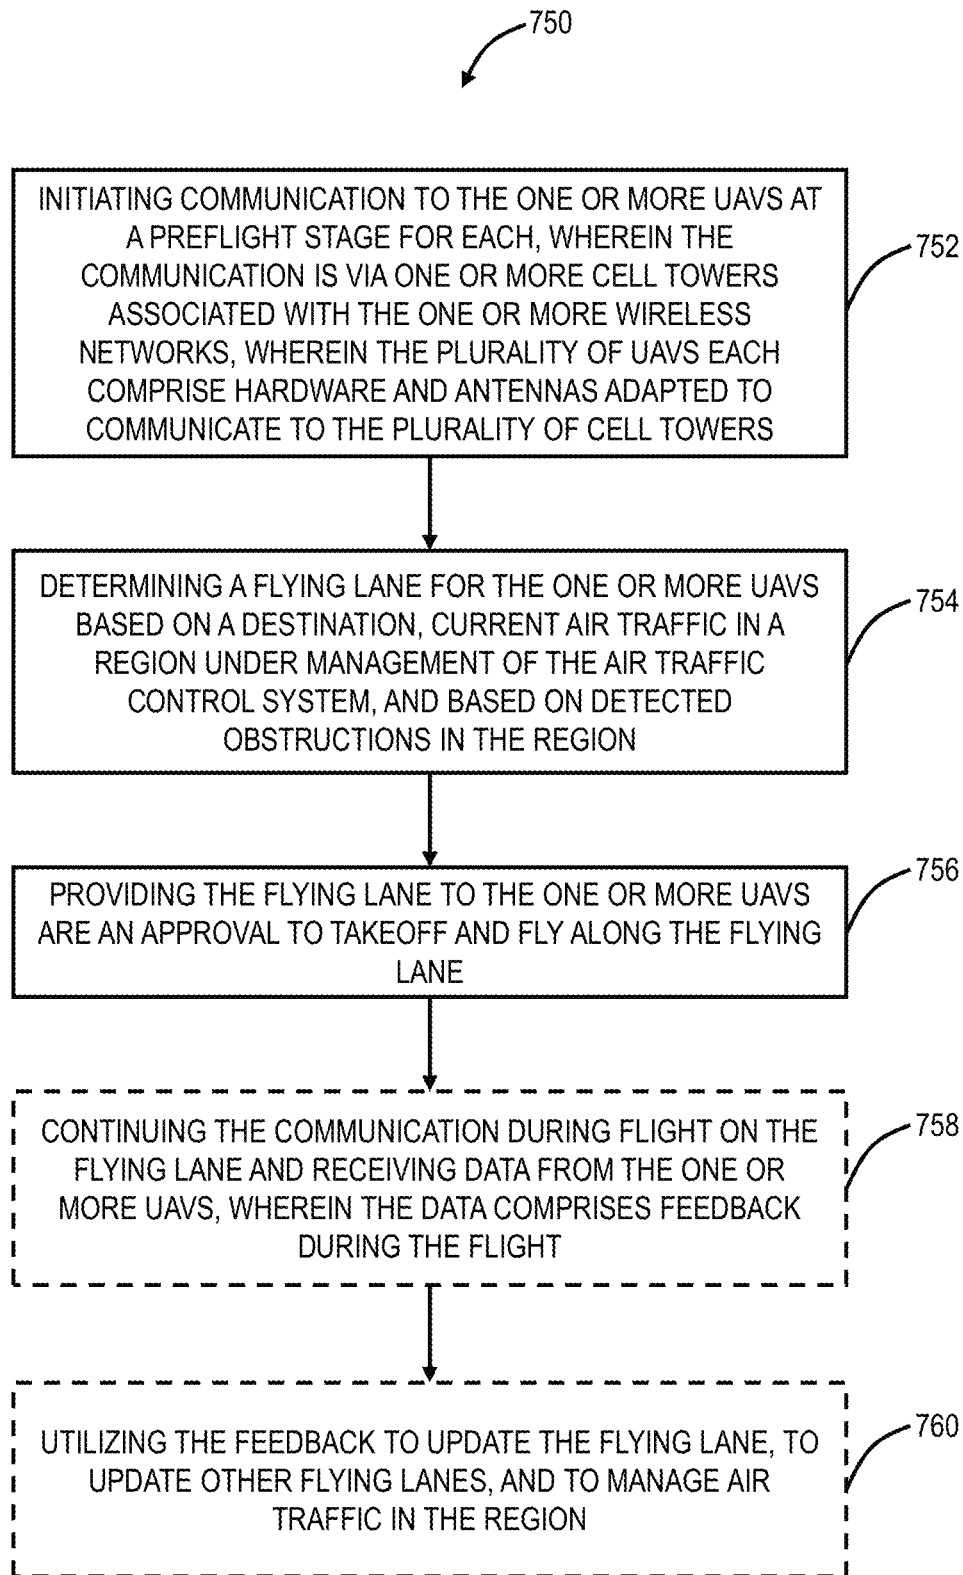 750
INITIATING COMMUNICATION TO THE ONE OR MORE UAVS AT
A PREFLIGHT STAGE FOR EACH, WHEREIN THE
COMMUNICATION IS VIA ONE OR MORE CELL TOWERS
ASSOCIATED WITH THE ONE OR MORE WIRELESS
NETWORKS, WHEREIN THE PLURALITY OF UAVS EACH
COMPRISE HARDWARE AND ANTENNAS ADAPTED TO
COMMUNICATE TO THE PLURALITY OF CELL TOWERS
752
DETERMINING A FLYING LANE FOR THE ONE OR MORE UAVS
BASED ON A DESTINATION, CURRENT AIR TRAFFIC IN A
REGION UNDER MANAGEMENT OF THE AIR TRAFFIC
CONTROL SYSTEM, AND BASED ON DETECTED
OBSTRUCTIONS IN THE REGION
754
PROVIDING THE FLYING LANE TO THE ONE OR MORE UAVS
ARE AN APPROVAL TO TAKEOFF AND FLY ALONG THE FLYING
LANE
756
CONTINUING THE COMMUNICATION DURING FLIGHT ON THE
FLYING LANE AND RECEIVING DATA FROM THE ONE OR
MORE UAVS, WHEREIN THE DATA COMPRISES FEEDBACK
DURING THE FLIGHT
758
UTILIZING THE FEEDBACK TO UPDATE THE FLYING LANE, TO
UPDATE OTHER FLYING LANES, AND TO MANAGE AIR
TRAFFIC IN THE REGION
760